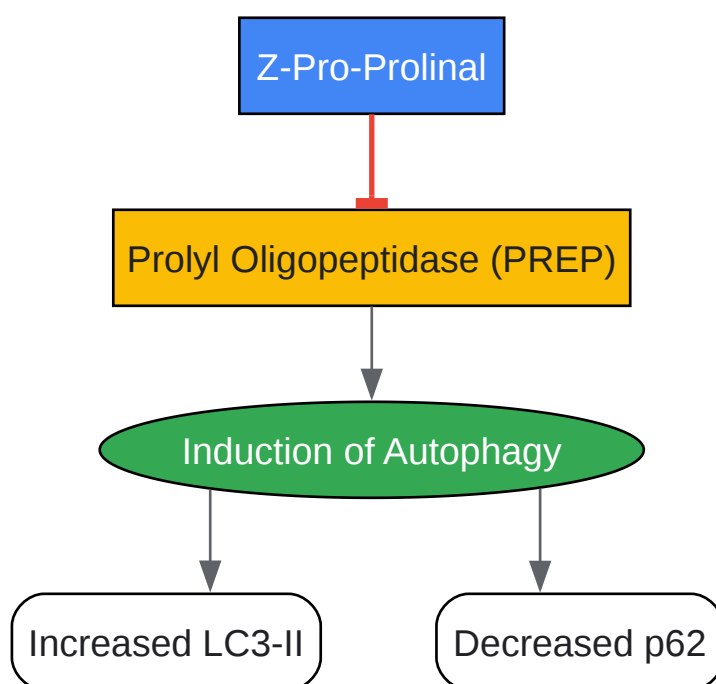 Z-Pro-Prolinal
Prolyl Oligopeptidase (PREP)
Induction of Autophagy
Increased LC3-II
Decreased p62